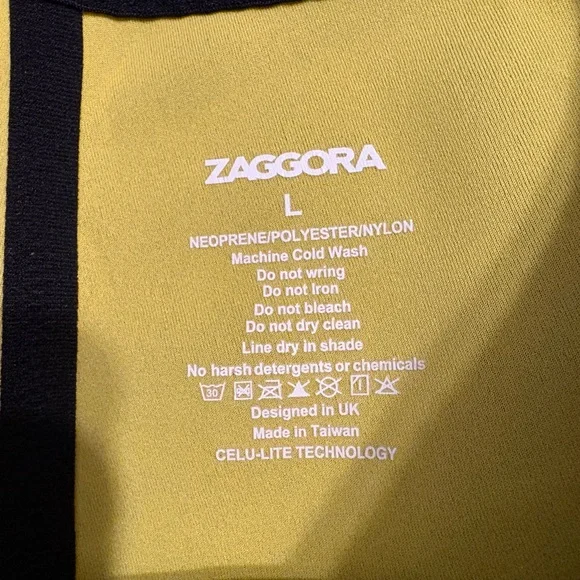 ZAGGORA
L
NEOPRENE/POLYESTER/NYLON
Machine Cold Wash
Do not wring
Do not Iron
Do not bleach
Do not dry clean
Line dry in shade
No harsh detergents or chemicals
30
Designed in UK
Made in Taiwan
CELU-LITE TECHNOLOGY